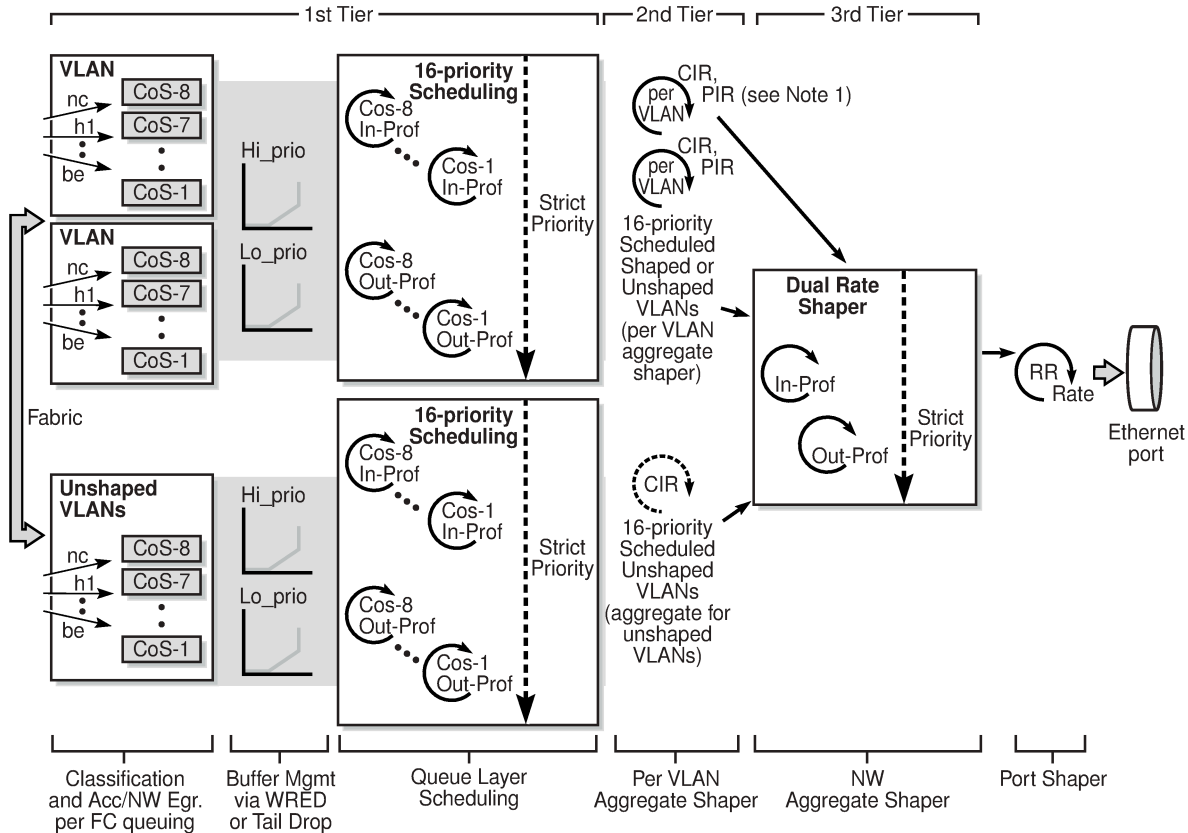 1st Tier
2nd Tier
3rd Tier
VLAN
nc
h1
be
CoS-8
CoS-7
CoS-1
VLAN
nc
h1
be
CoS-8
CoS-7
CoS-1
Fabric
Unshaped
VLANs
nc
h1
be
CoS-8
CoS-7
CoS-1
Hi_prio
Lo_prio
Hi_prio
Lo_prio
16-priority
Scheduling
Cos-8
In-Prof
Cos-1
In-Prof
Cos-8
Out-Prof
Cos-1
Out-Prof
Strict
Priority
16-priority
Scheduling
Cos-8
In-Prof
Cos-1
In-Prof
Cos-8
Out-Prof
Cos-1
Out-Prof
Strict
Priority
per
VLAN
CIR,
PIR (see Note 1)
per
VLAN
CIR,
PIR
16-priority
Scheduled
Shaped or
Unshaped
VLANs
(per VLAN
aggregate
shaper)
CIR
16-priority
Scheduled
Unshaped
VLANs
(aggregate for
unshaped
VLANs)
Dual Rate
Shaper
In-Prof
Out-Prof
Strict
Priority
RR
Rate
Ethernet
port
Classification
and Acc/NW Egr.
per FC queuing
Buffer Mgmt
via WRED
or Tail Drop
Queue Layer
Scheduling
Per VLAN
Aggregate Shaper
NW
Aggregate Shaper
Port Shaper